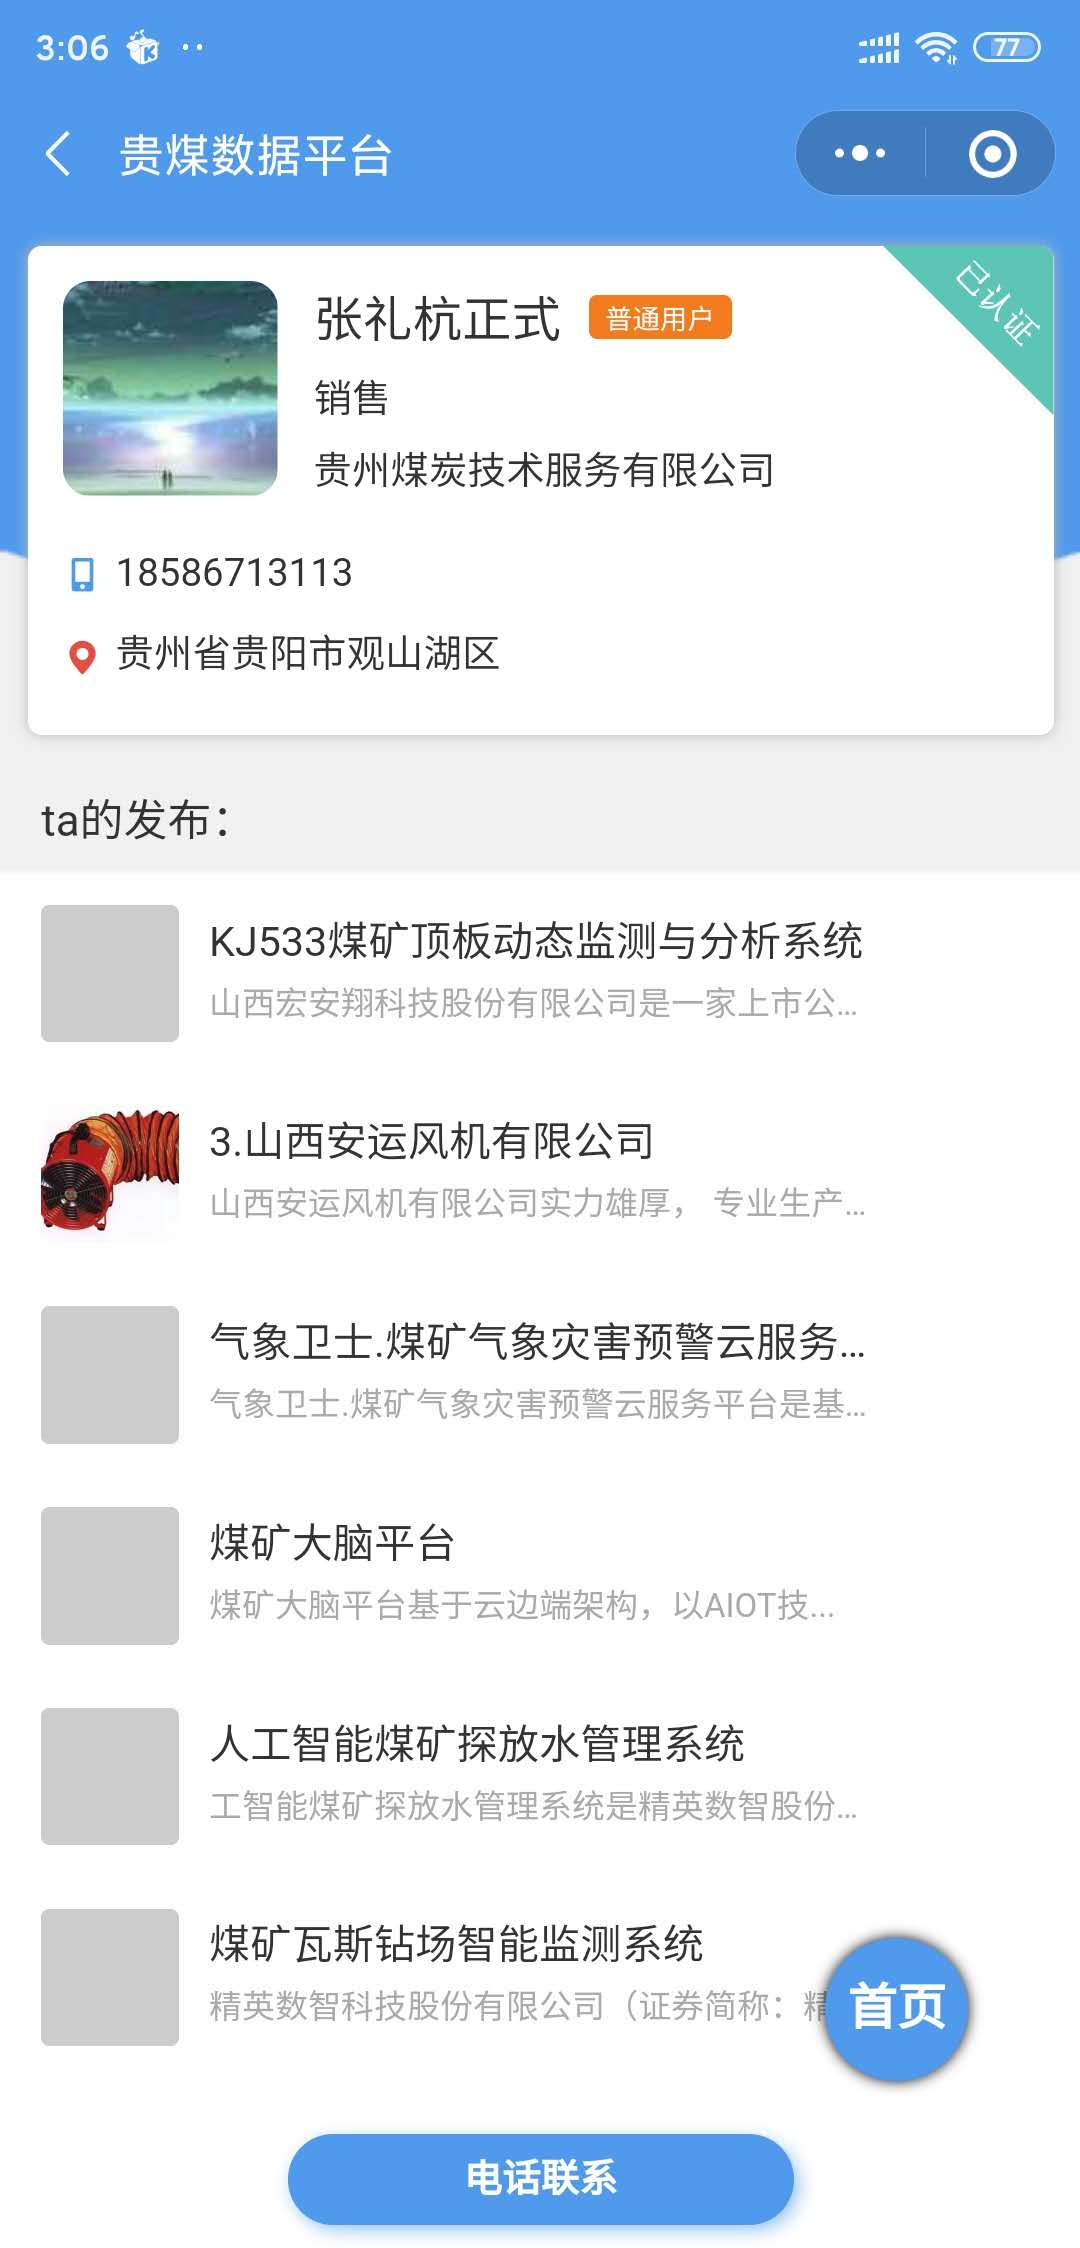 3:06
77
贵煤数据平台
已认证
张礼杭正式 普通用户
销售
贵州煤炭技术服务有限公司
18586713113
贵州省贵阳市观山湖区
ta的发布：
KJ533煤矿顶板动态监测与分析系统
山西宏安翔科技股份有限公司是一家上市公...
3.山西安运风机有限公司
山西安运风机有限公司实力雄厚， 专业生产...
气象卫士.煤矿气象灾害预警云服务...
气象卫士.煤矿气象灾害预警云服务平台是基...
煤矿大脑平台
煤矿大脑平台基于云边端架构，以AIOT技...
人工智能煤矿探放水管理系统
工智能煤矿探放水管理系统是精英数智股份...
煤矿瓦斯钻场智能监测系统
精英数智科技股份有限公司（证券简称：精
首页
电话联系